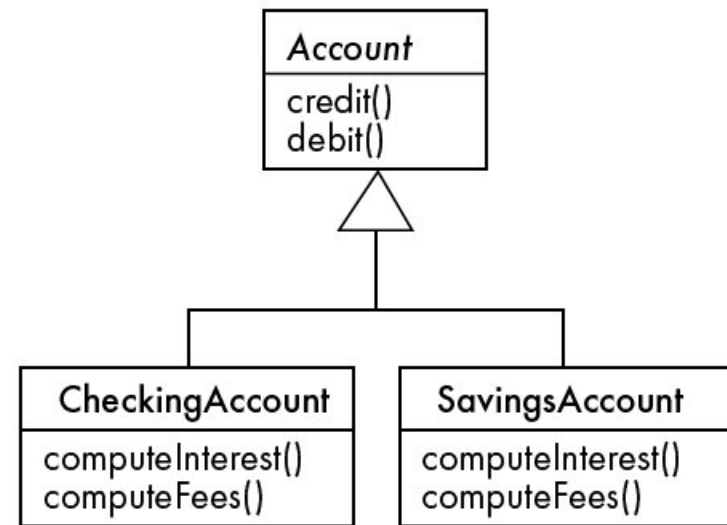 Account
credit()
debit()
CheckingAccount
computeInterest()
computeFees()
SavingsAccount
computeInterest()
computeFees()